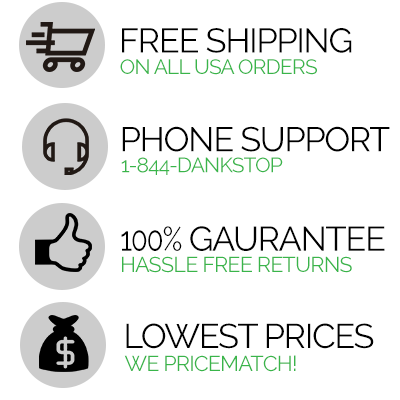 FREE SHIPPING
ON ALL USA ORDERS
PHONE SUPPORT
1-844-DANKSTOP
100% GAURANTEE
HASSLE FREE RETURNS
LOWEST PRICES
WE PRICEMATCH!
$